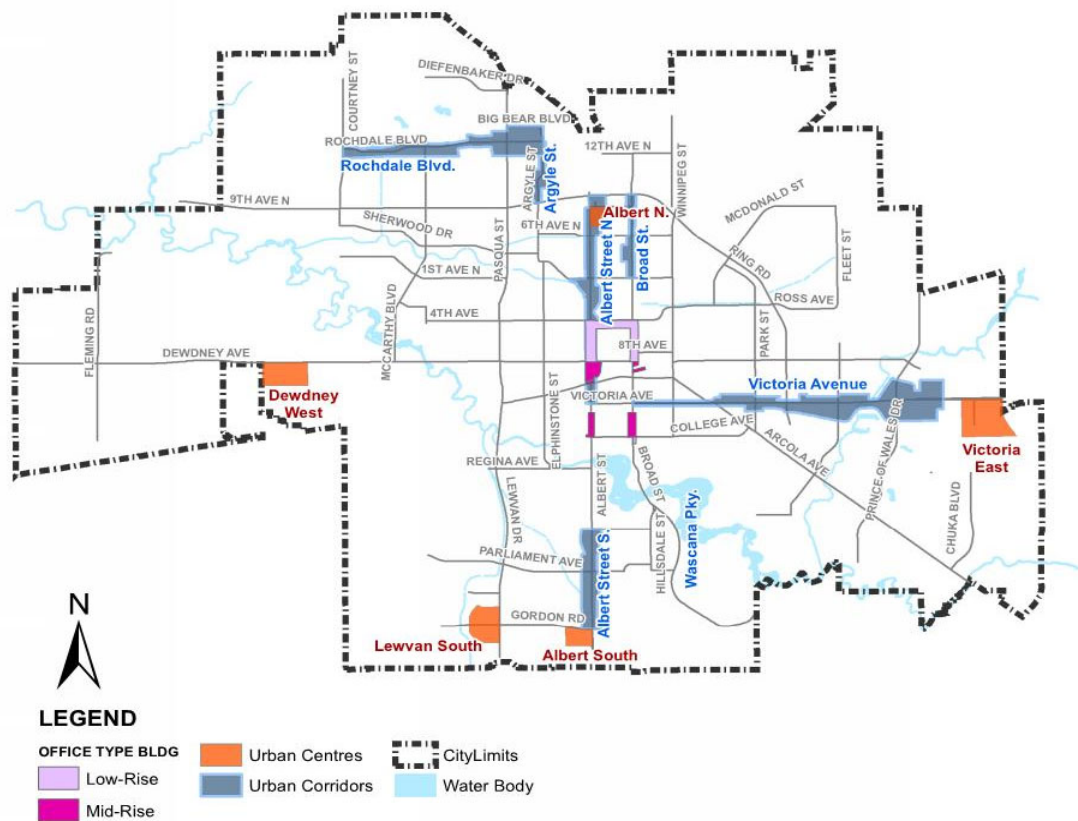 DIEFENBAKER DR
COURTNEY ST
BIG BEAR BLVD
ROCHDALE BLVD
Rochdale Blvd.
ARGYLE ST
Argyle St.
12TH AVE N
WINNIPEG ST
9TH AVE N
SHERWOOD DR
PASQUA ST
6TH AVE N
Albert N.
Albert Street N
Broad St.
MCDONALD ST
RING RD
FLEET ST
1ST AVE N
MCCARTHY BLVD
4TH AVE
ROSS AVE
FLEMING RD
DEWDNEY AVE
8TH AVE
PARK ST
Dewdney
West
ELPHINSTONE ST
VICTORIA AVE
Victoria Avenue
COLLEGE AVE
ARCOLA AVE
PRINCE OF WALES DR
Victoria
East
REGINA AVE
LEWVAN DR
ALBERT ST
BROAD ST
HILLSDALE ST
Wascana Pky.
CHUKA BLVD
PARLIAMENT AVE
Albert Street S.
GORDON RD
Lewvan South
Albert South
N
LEGEND
OFFICE TYPE BLDG
Low-Rise
Mid-Rise
Urban Centres
Urban Corridors
CityLimits
Water Body